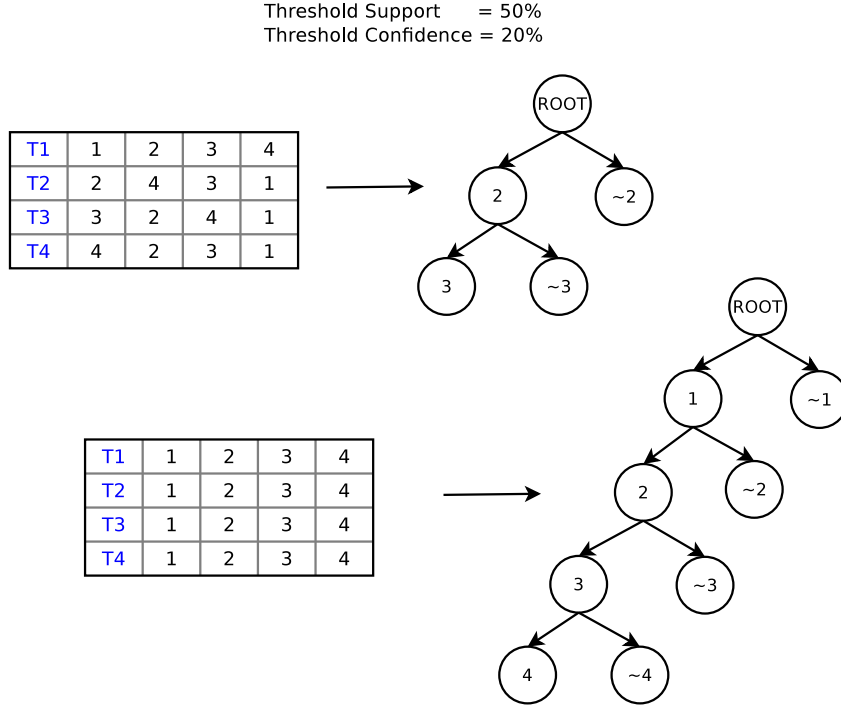 Threshold Support = 50%
Threshold Confidence = 20%
T1 1 2 3 4
T2 2 4 3 1
T3 3 2 4 1
T4 4 2 3 1
ROOT
2 ~2
3 ~3
T1 1 2 3 4
T2 1 2 3 4
T3 1 2 3 4
T4 1 2 3 4
ROOT
1 ~1
2 ~2
3 ~3
4 ~4